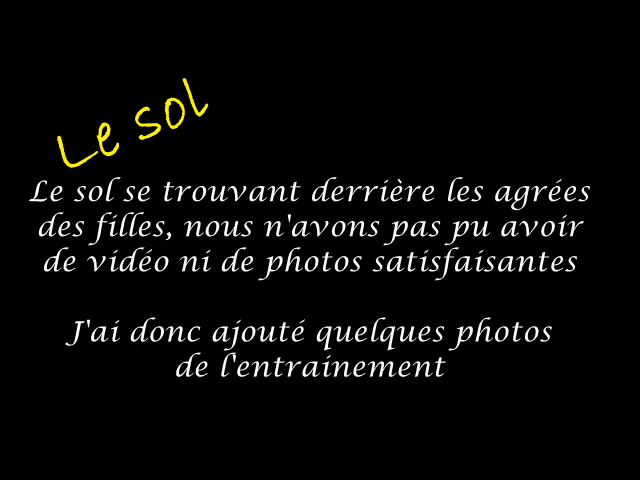 Le sol
Le sol se trouvant derrière les agrées
des filles, nous n'avons pas pu avoir
de vidéo ni de photos satisfaisantes
J'ai donc ajouté quelques photos
de l'entrainement